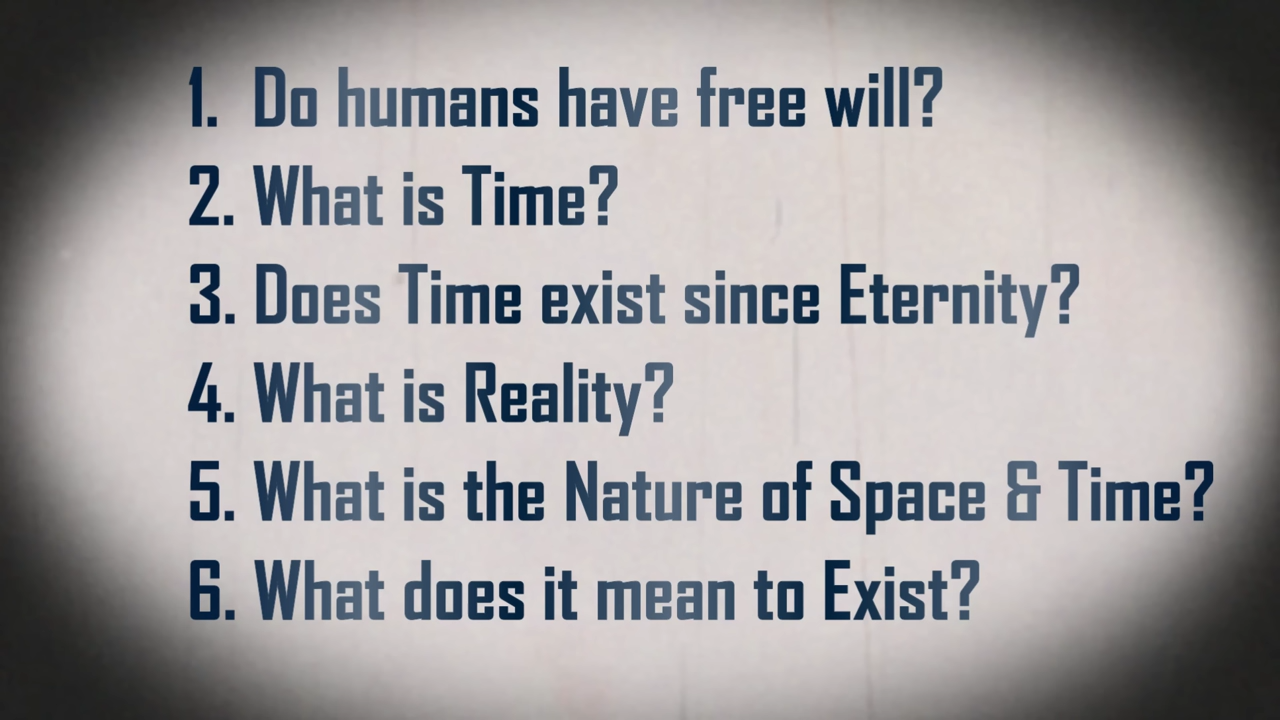 1. Do humans have free will?
2. What is Time?
3. Does Time exist since Eternity?
4. What is Reality?
5. What is the Nature of Space & Time?
6. What does it mean to Exist?